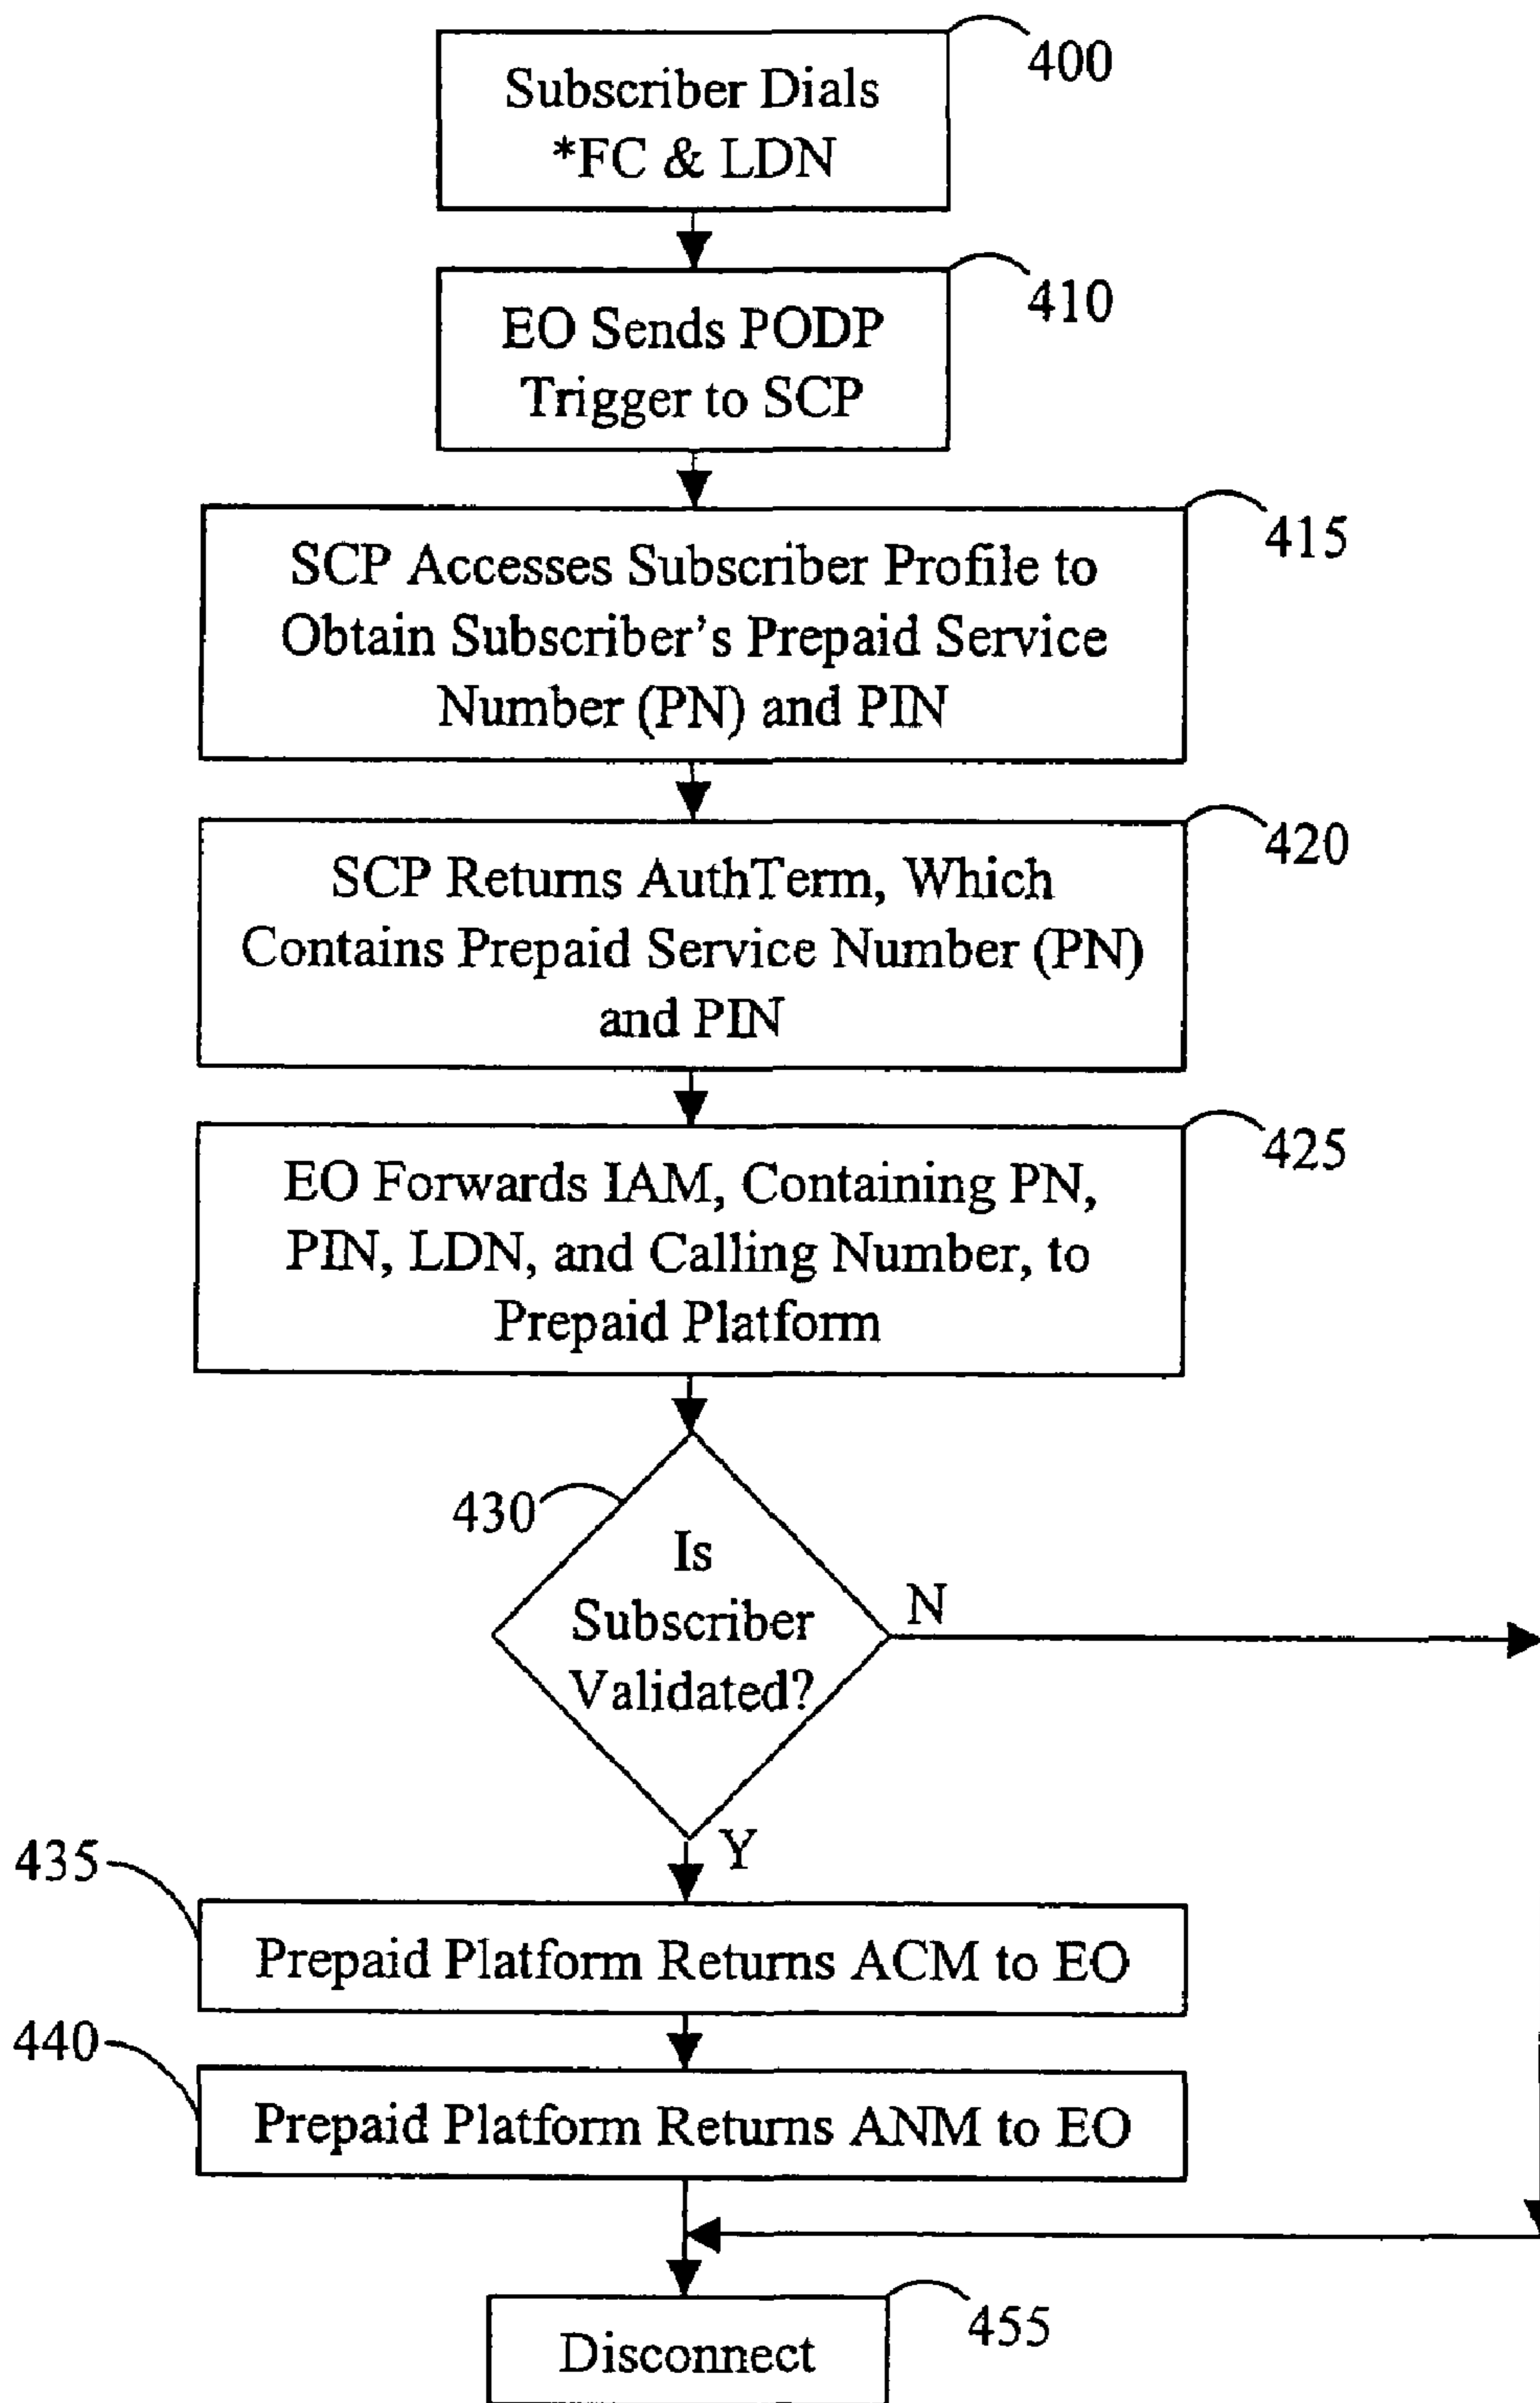 Subscriber Dials
*FC & LDN
400
EO Sends PODP
Trigger to SCP
410
SCP Accesses Subscriber Profile to
Obtain Subscriber's Prepaid Service
Number (PN) and PIN
415
SCP Returns AuthTerm, Which
Contains Prepaid Service Number (PN)
and PIN
420
EO Forwards IAM, Containing PN,
PIN, LDN, and Calling Number, to
Prepaid Platform
425
430
Is
Subscriber
Validated?
N
Y
435
Prepaid Platform Returns ACM to EO
440
Prepaid Platform Returns ANM to EO
Disconnect
455